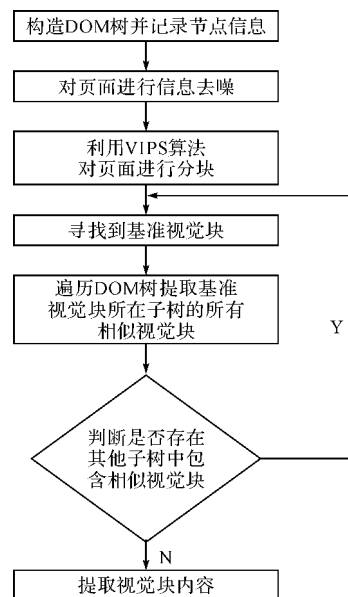 构造DOM树并记录节点信息
对页面进行信息去噪
利用VIPS算法
对页面进行分块
寻找到基准视觉块
遍历DOM树提取基准
视觉块所在子树的所有
相似视觉块
Y
判断是否存在
其他子树中包
含相似视觉块
N
提取视觉块内容